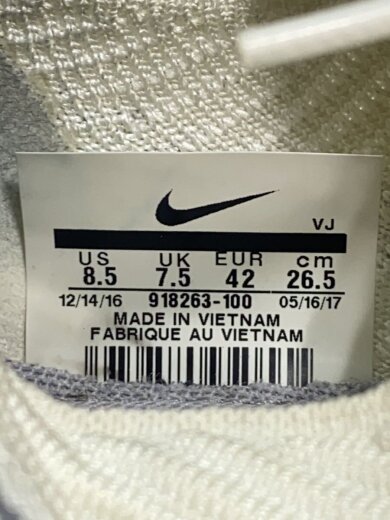 VJ
US UK EUR cm
8.5 7.5 42 26.5
12/14/16 918263-100 05/16/17
MADE IN VIETNAM
FABRIQUE AU VIETNAM